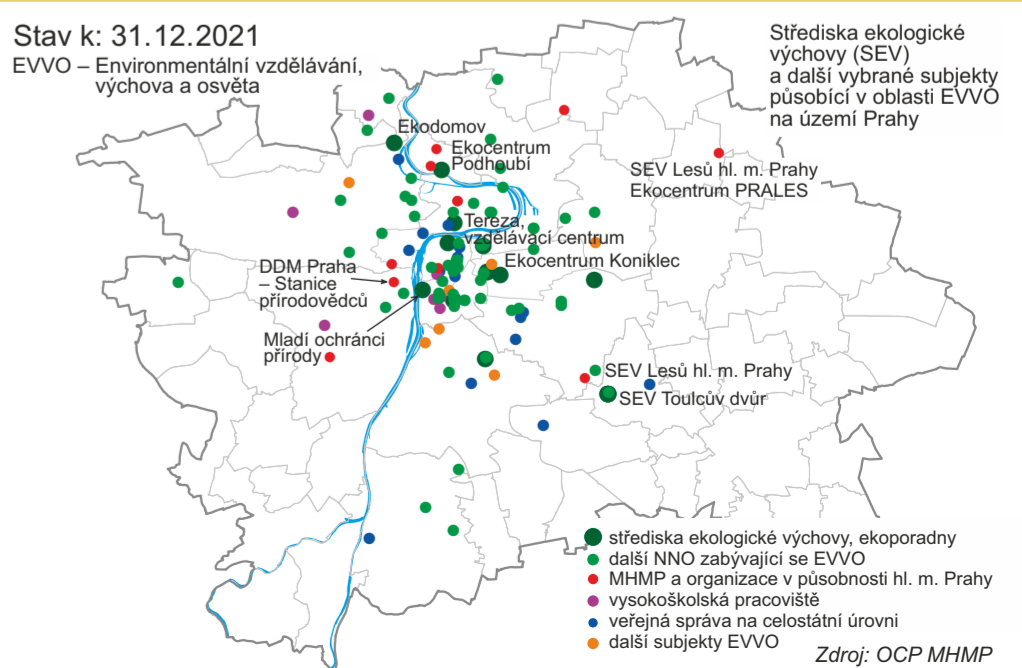 Stav k: 31.12.2021
EVVO – Environmentální vzdělávání,
výchova a osvěta
Střediska ekologické
výchovy (SEV)
a další vybrané subjekty
působící v oblasti EVVO
na území Prahy
Ekodomov
Ekocentrum
Podhoubí
SEV Lesů hl. m. Prahy
Ekocentrum PRALES
Tereza,
vzdělávací centrum
Ekocentrum Koniklec
DDM Praha
– Stanice
přírodovědců
Mladí ochránci
přírody
SEV Lesů hl. m. Prahy
SEV Toulcův dvůr
střediska ekologické výchovy, ekoporadny
další NNO zabývající se EVVO
MHMP a organizace v působnosti hl. m. Prahy
vysokoškolská pracoviště
veřejná správa na celostátní úrovni
další subjekty EVVO
Zdroj: OCP MHMP